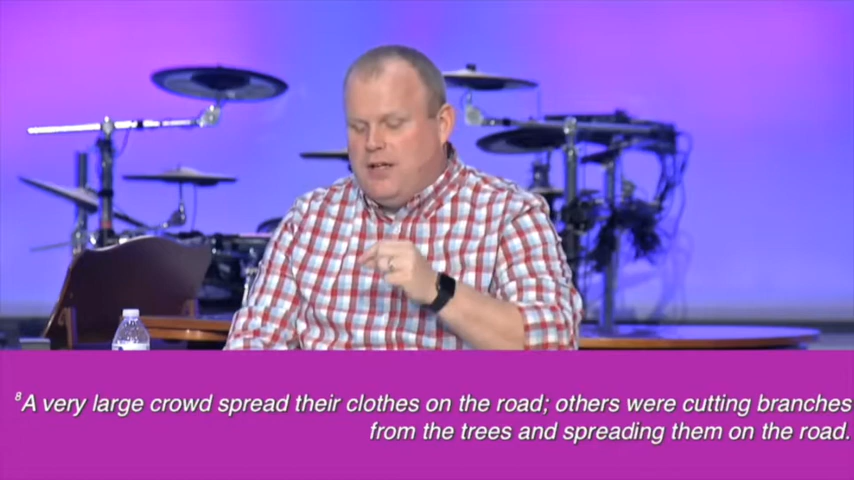 ⁸A very large crowd spread their clothes on the road; others were cutting branches
from the trees and spreading them on the road.